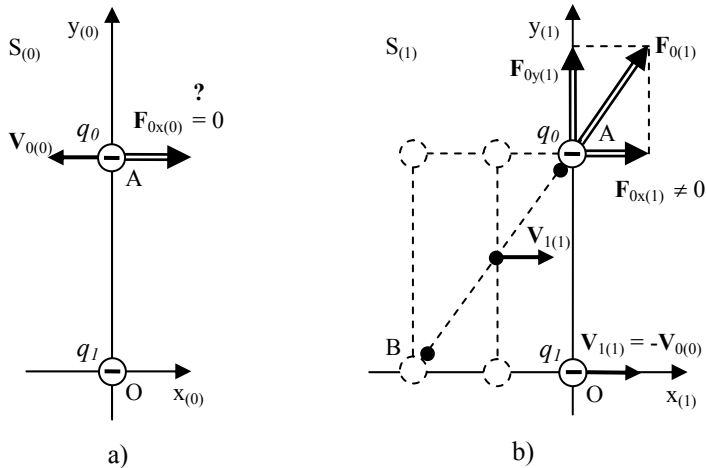 y(0)
S(0)
?
q0
F0x(0) = 0
V0(0)
A
q1
O
x(0)
a)
y(1)
S(1)
F0y(1)
F0(1)
q0
A
F0x(1) ≠ 0
V1(1)
B
q1
V1(1) = -V0(0)
O
x(1)
b)